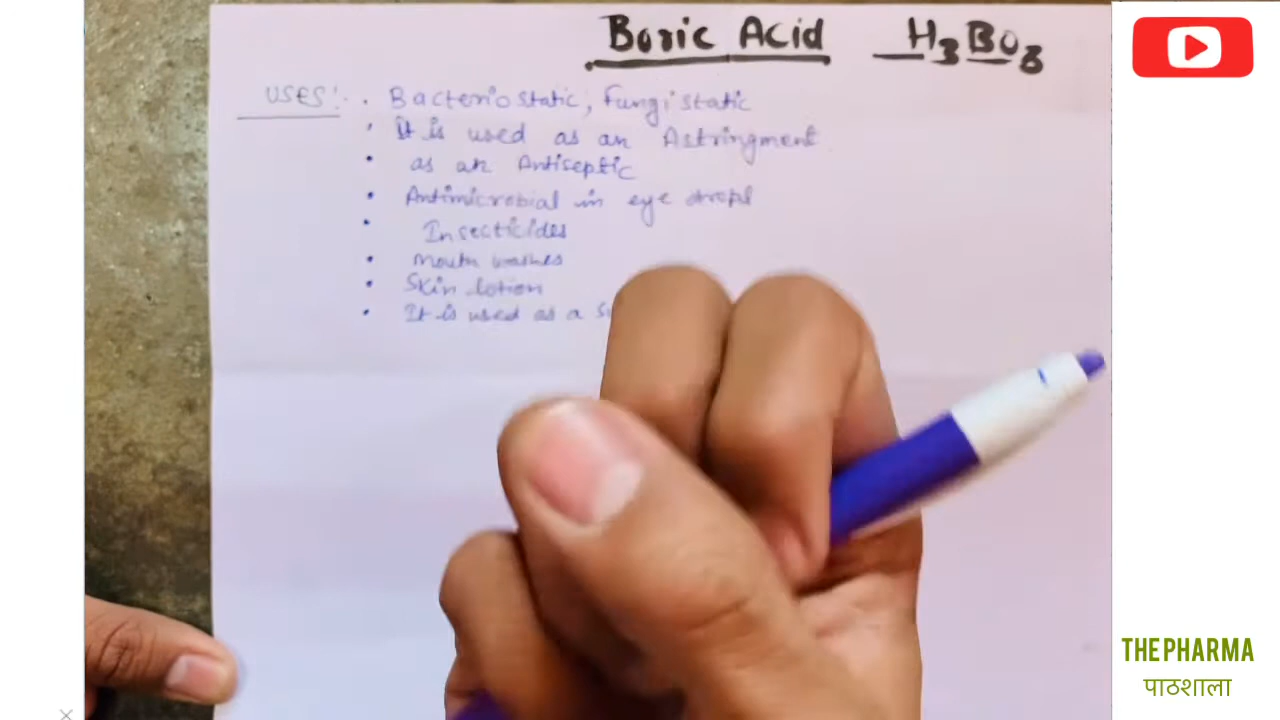 Boric Acid H3BO3
USES:- • Bacteriostatic, Fungistatic
• It is used as an Astringment
• as an Antiseptic
• Antimicrobial in eye drops
• Insecticides
• Mouth washes
• Skin lotion
• It is used as a
THE PHARMA
पाठशाला